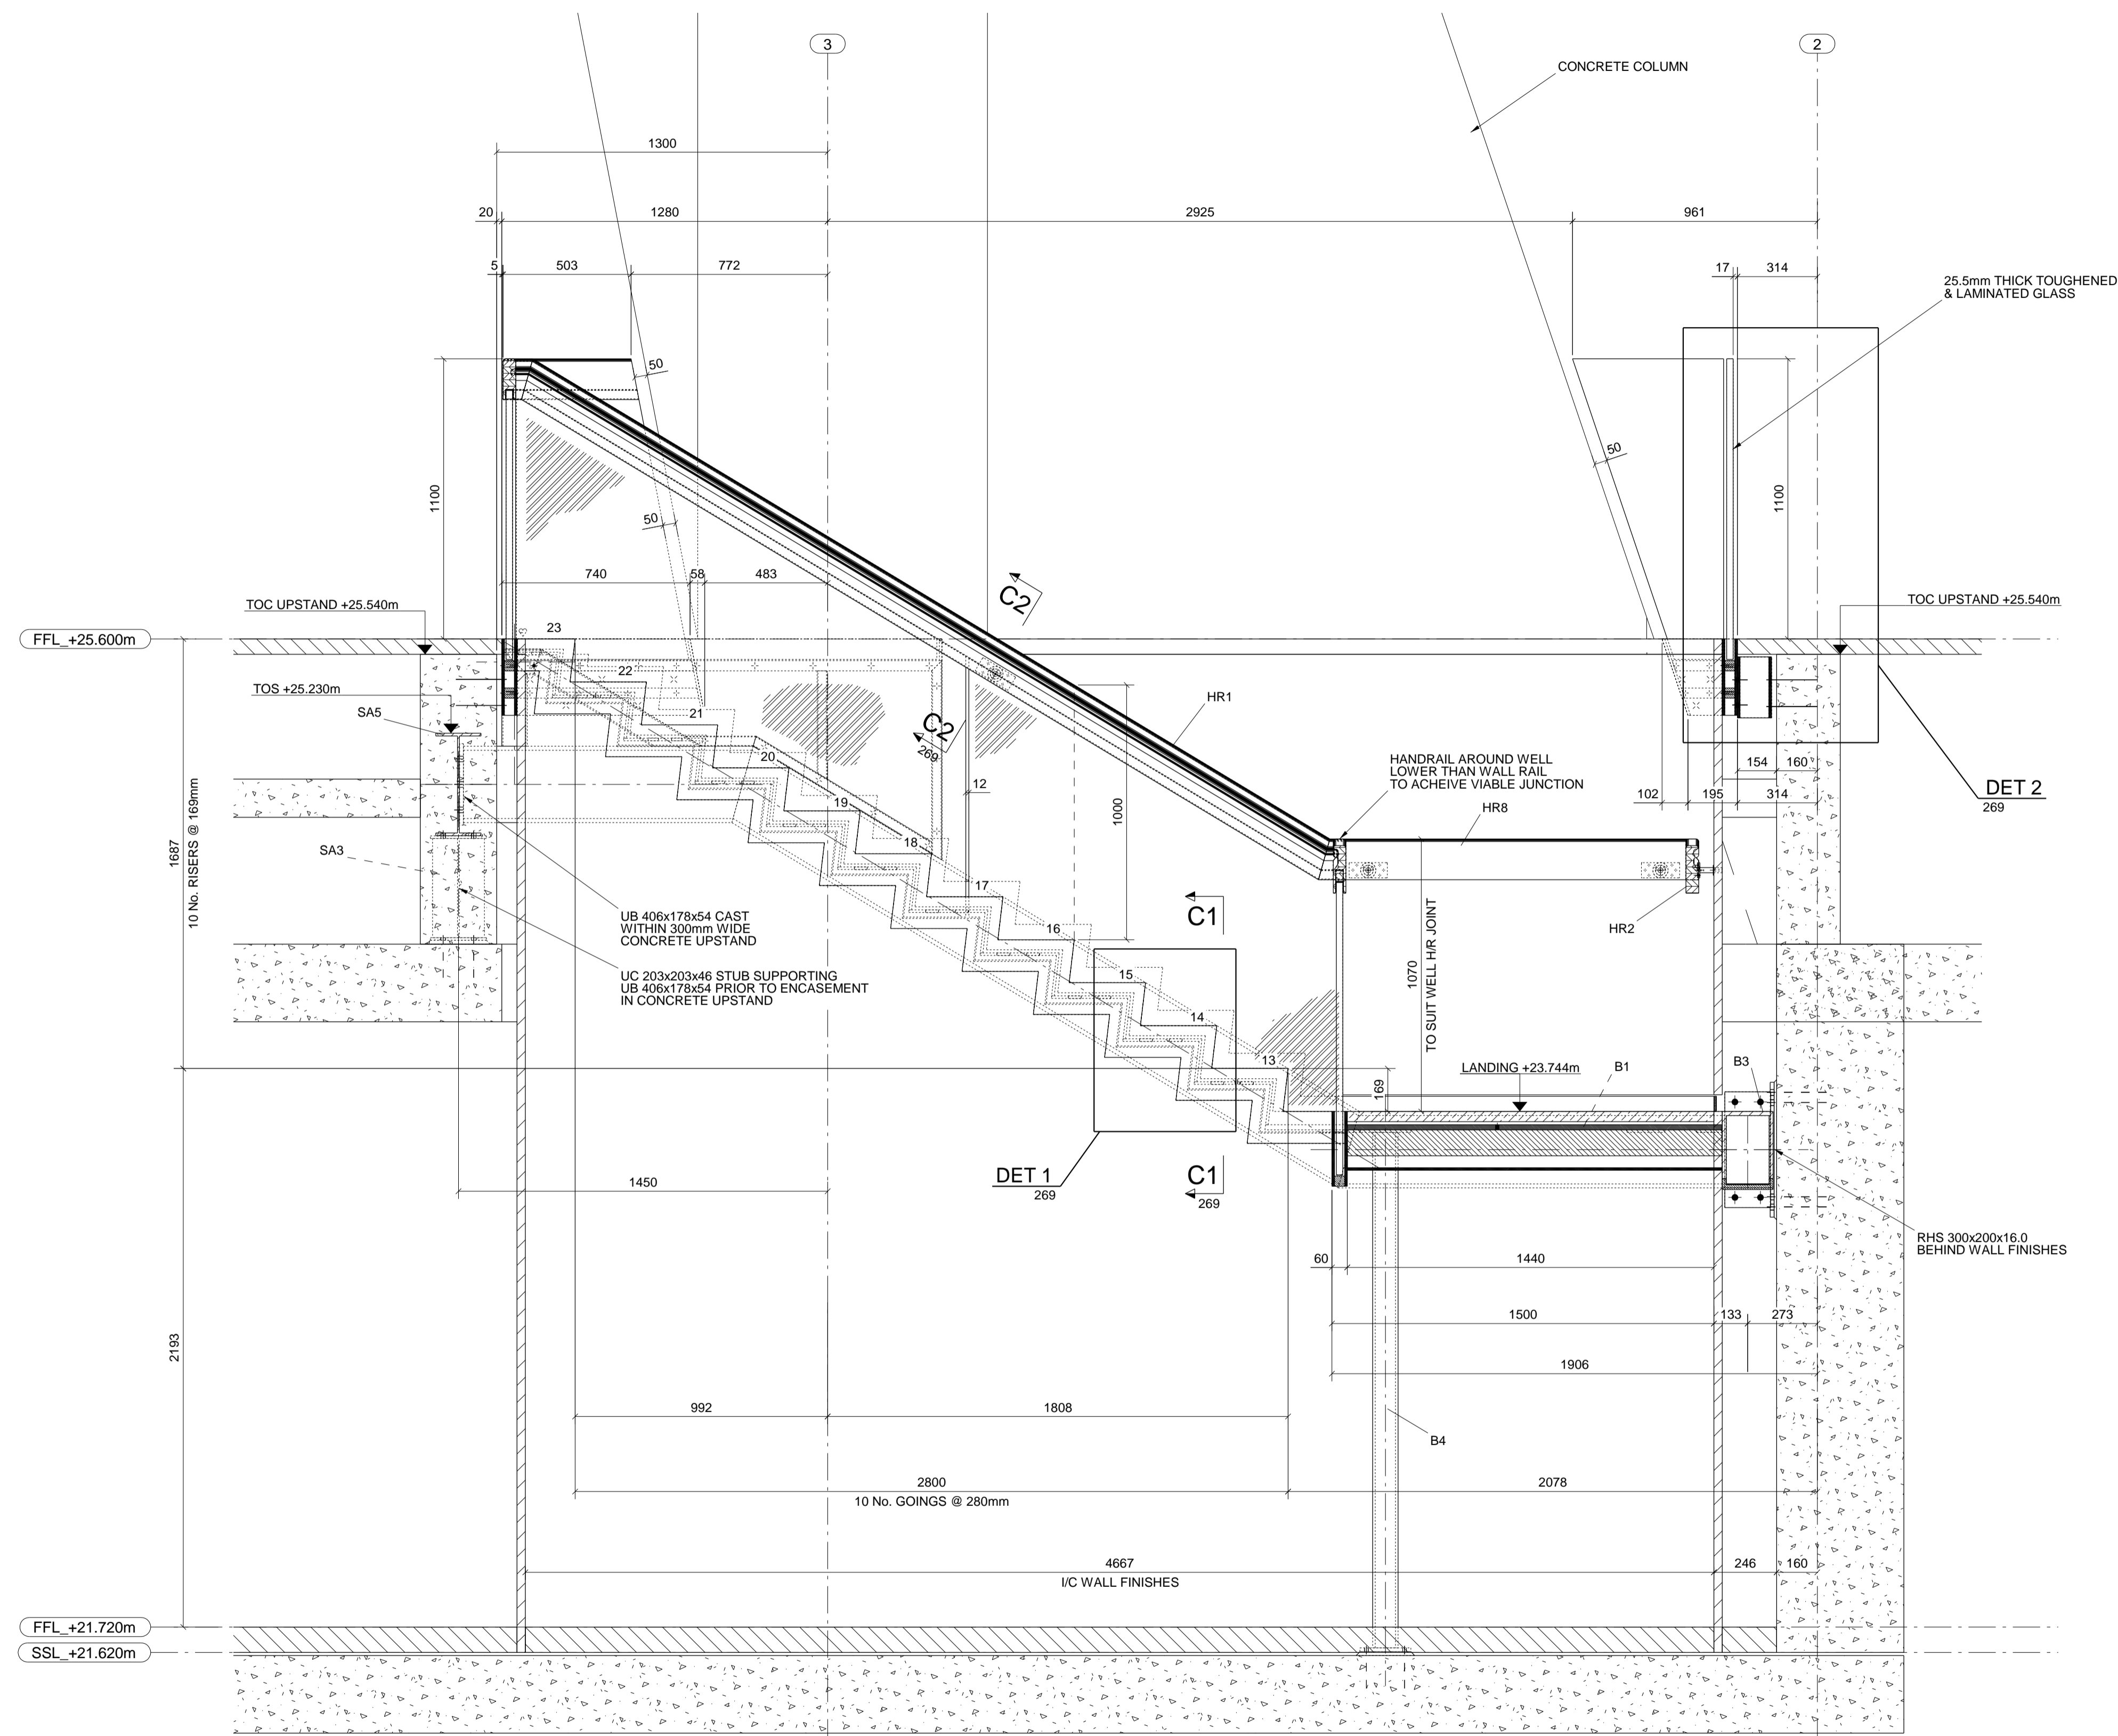 3
2
CONCRETE COLUMN
1300
20
1280
2925
961
5
503
772
17
314
25.5mm THICK TOUGHENED
& LAMINATED GLASS
50
50
1100
1100
50
C2
740
58
483
TOC UPSTAND +25.540m
TOC UPSTAND +25.540m
FFL_+25.600m
23
22
21
20
19
18
17
16
15
14
13
TOS +25.230m
SA5
HR1
C2
269
HANDRAIL AROUND WELL
LOWER THAN WALL RAIL
TO ACHEIVE VIABLE JUNCTION
154
160
DET 2
269
12
102
195
314
1000
HR8
1687
10 No. RISERS @ 169mm
SA3
UB 406x178x54 CAST
WITHIN 300mm WIDE
CONCRETE UPSTAND
C1
HR2
UC 203x203x46 STUB SUPPORTING
UB 406x178x54 PRIOR TO ENCASEMENT
IN CONCRETE UPSTAND
1070
TO SUIT WELL H/R JOINT
LANDING +23.744m
B1
B3
169
DET 1
269
C1
269
1450
RHS 300x200x16.0
BEHIND WALL FINISHES
60
1440
1500
133
273
2193
1906
992
1808
B4
2800
10 No. GOINGS @ 280mm
2078
4667
I/C WALL FINISHES
246
160
FFL_+21.720m
SSL_+21.620m